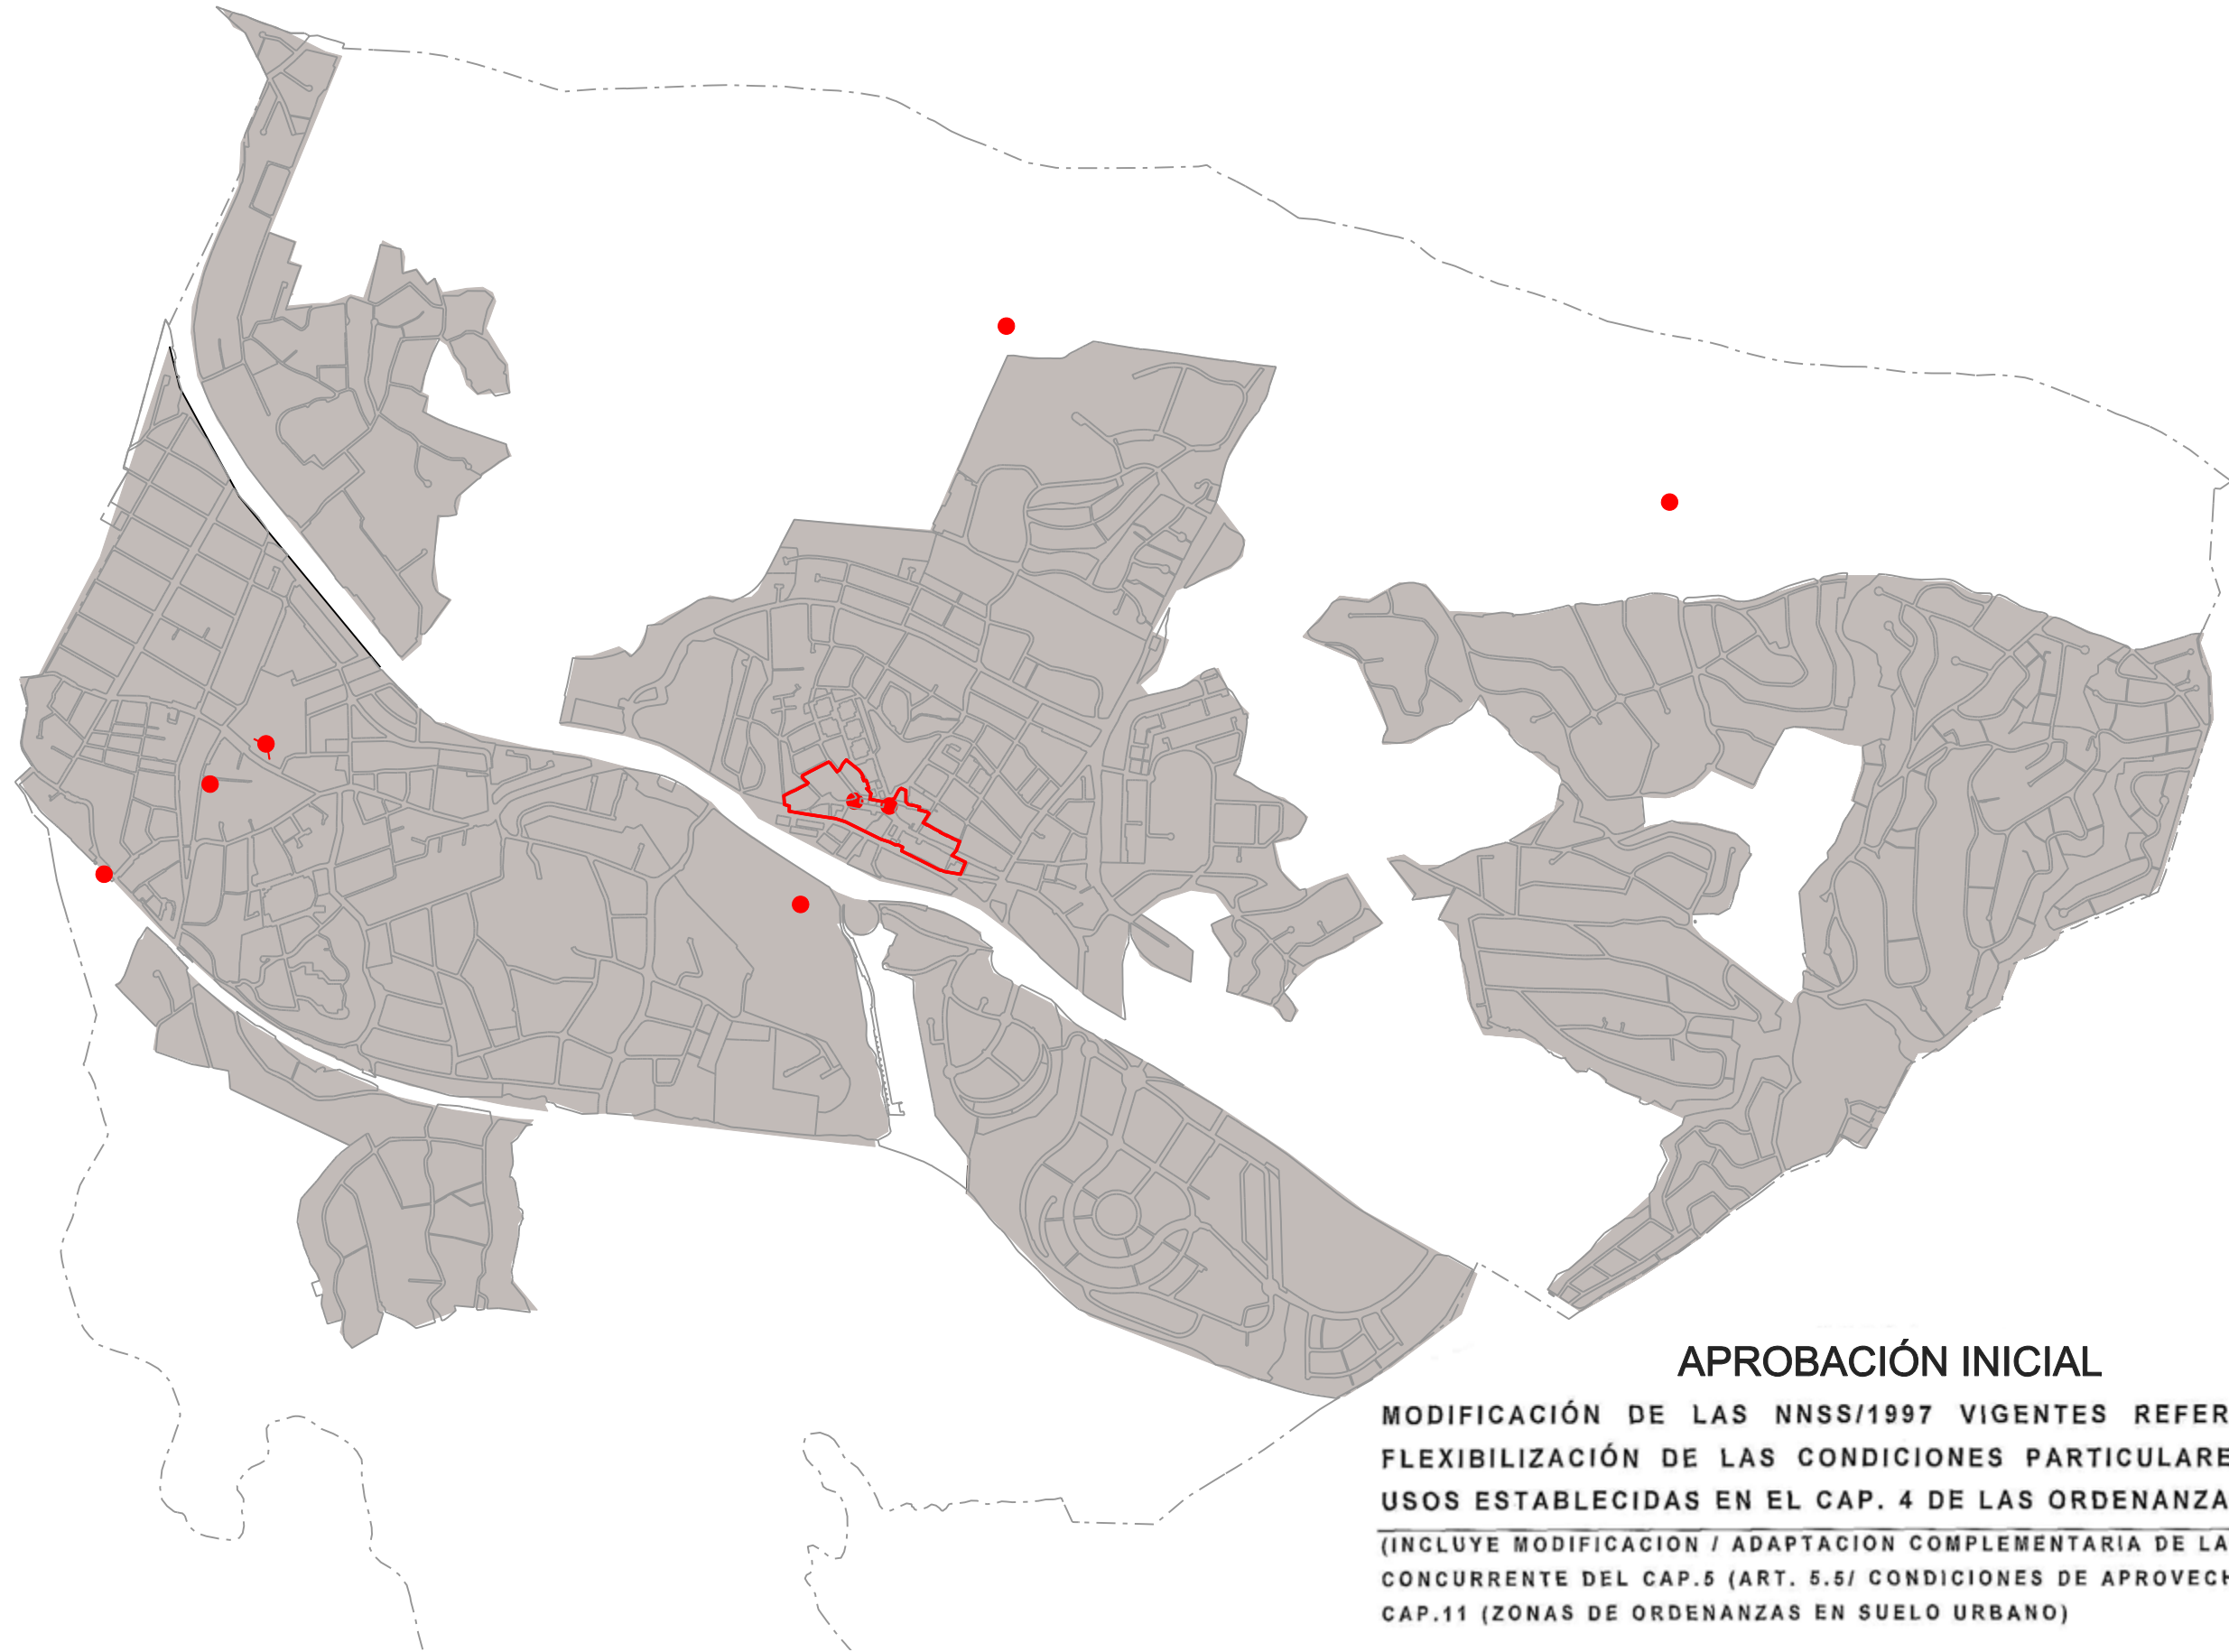 APROBACIÓN INICIAL
MODIFICACIÓN DE LAS NNSS/1997 VIGENTES REFER
FLEXIBILIZACIÓN DE LAS CONDICIONES PARTICULARE
USOS ESTABLECIDAS EN EL CAP. 4 DE LAS ORDENANZA
(INCLUYE MODIFICACION / ADAPTACION COMPLEMENTARIA DE LA
CONCURRENTE DEL CAP.5 (ART. 5.5/ CONDICIONES DE APROVECH
CAP.11 (ZONAS DE ORDENANZAS EN SUELO URBANO)